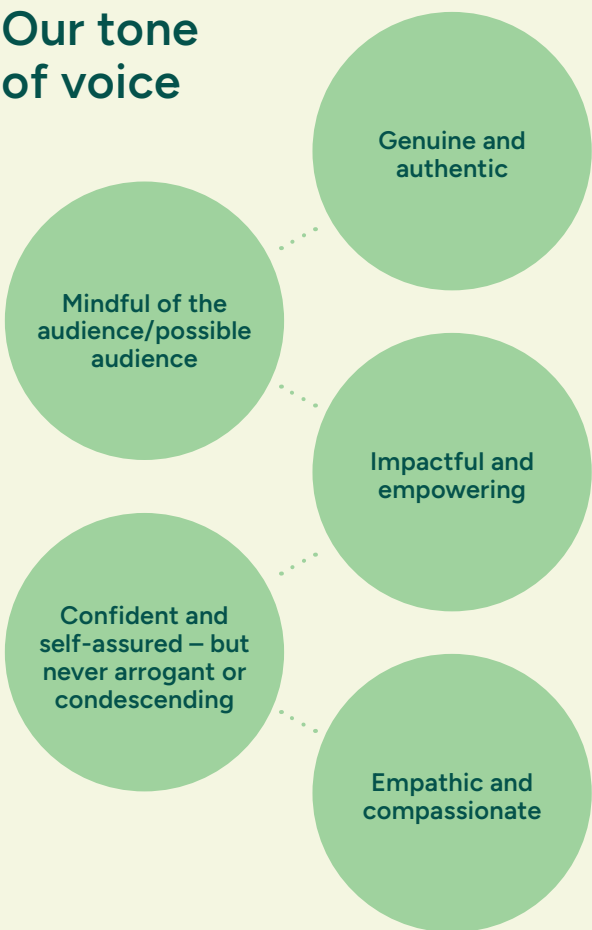 Our tone
of voice
Genuine and
authentic
Mindful of the
audience/possible
audience
Impactful and
empowering
Confident and
self-assured – but
never arrogant or
condescending
Empathic and
compassionate